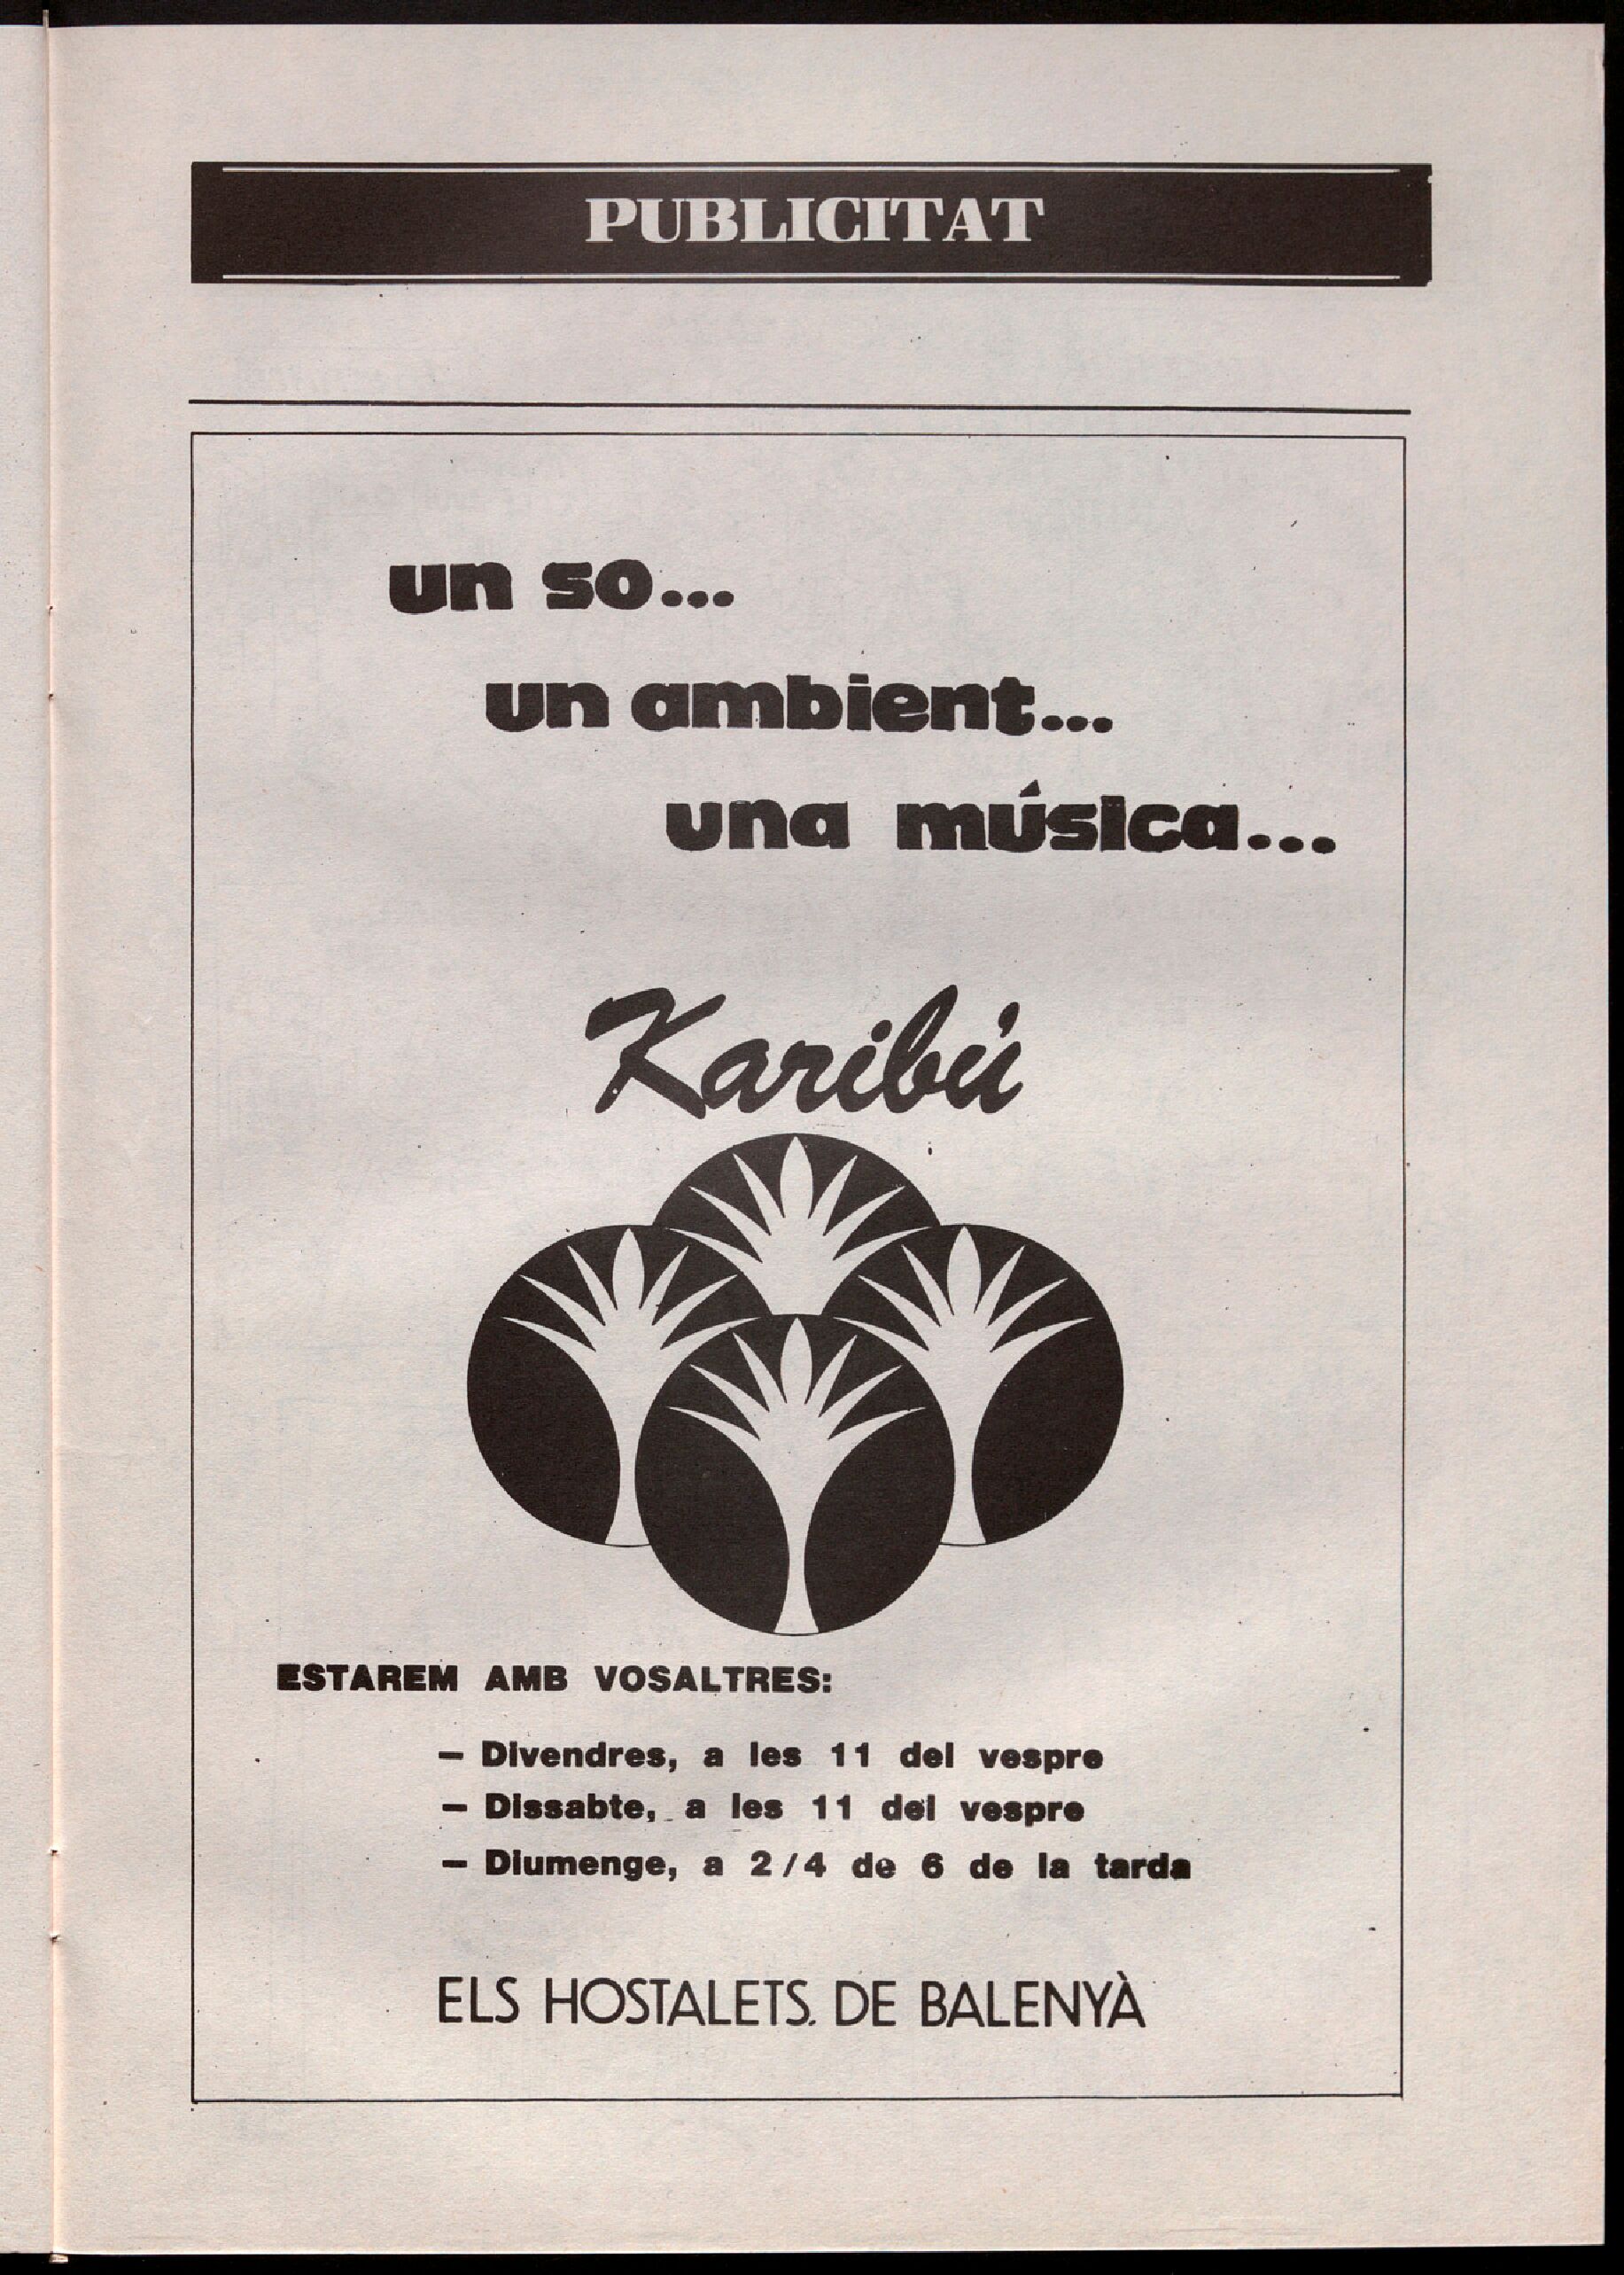 PUBLICITAT
un so...
un ambient...
una música...
Karibú
ESTAREM AMB VOSALTRES:
— Divendres, a les 11 del vespre
— Dissabte, a les 11 del vespre
— Diumenge, a 2/4 de 6 de la tarda
ELS HOSTALETS DE BALENYÀ